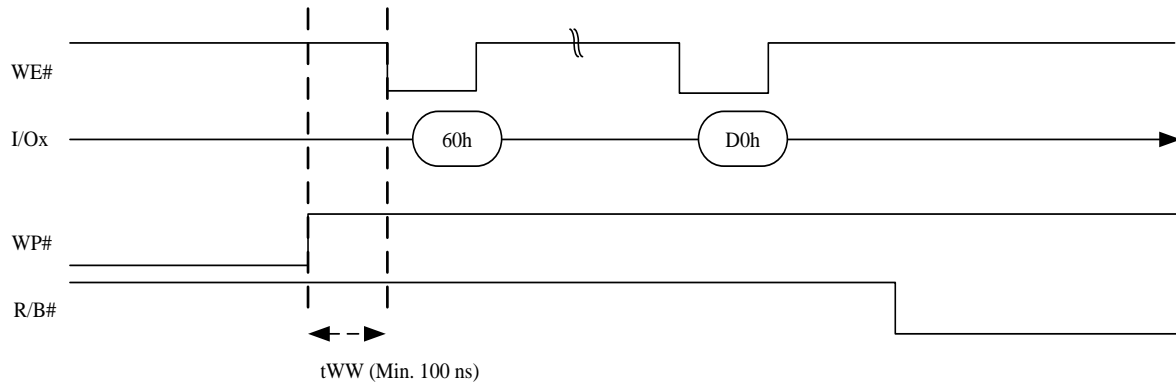 WE#
I/Ox
60h
D0h
WP#
R/B#
tWW (Min. 100 ns)